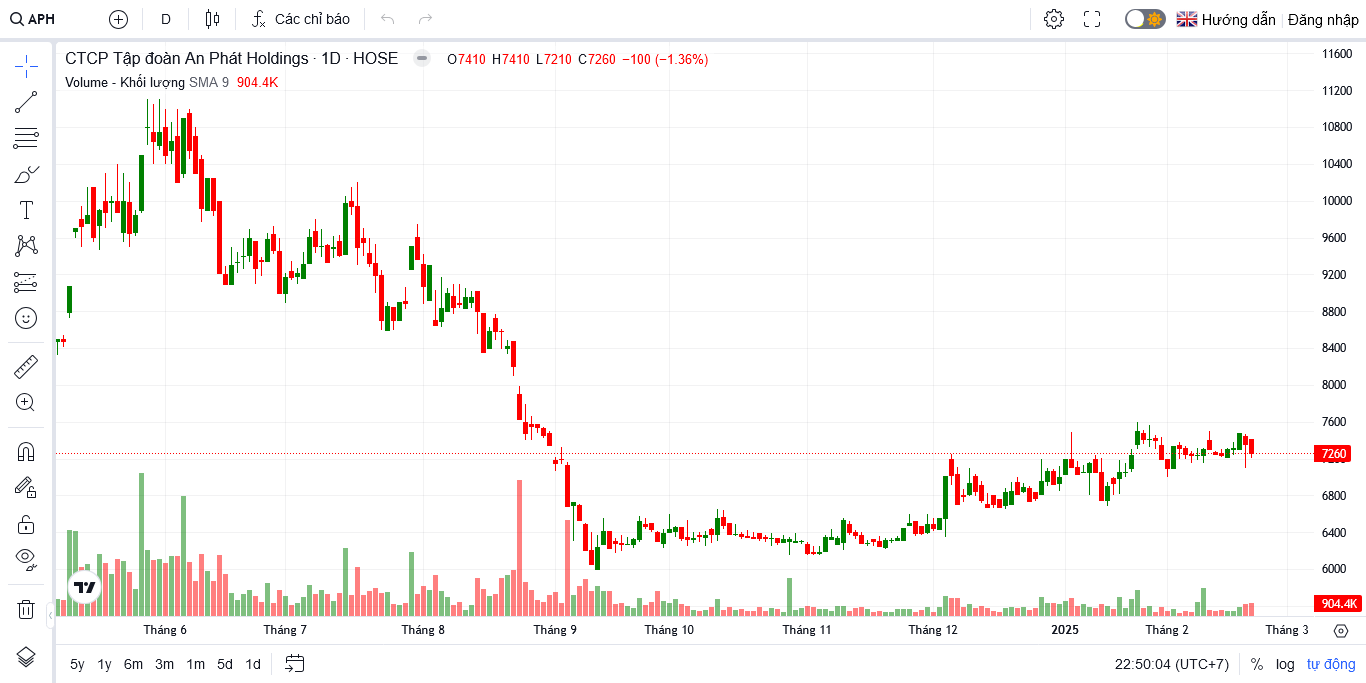 APH D Các chỉ báo Hướng dẫn Đăng nhập
CTCP Tập đoàn An Phát Holdings · 1D · HOSE O7410 H7410 L7210 C7260 −100 (−1.36%)
Volume - Khối lượng SMA 9 904.4K
11600
11200
10800
10400
10000
9600
9200
8800
8400
8000
7600
7260
6800
6400
6000
904.4K
Tháng 6 Tháng 7 Tháng 8 Tháng 9 Tháng 10 Tháng 11 Tháng 12 2025 Tháng 2 Tháng 3
5y 1y 6m 3m 1m 5d 1d 22:50:04 (UTC+7) % log tự động